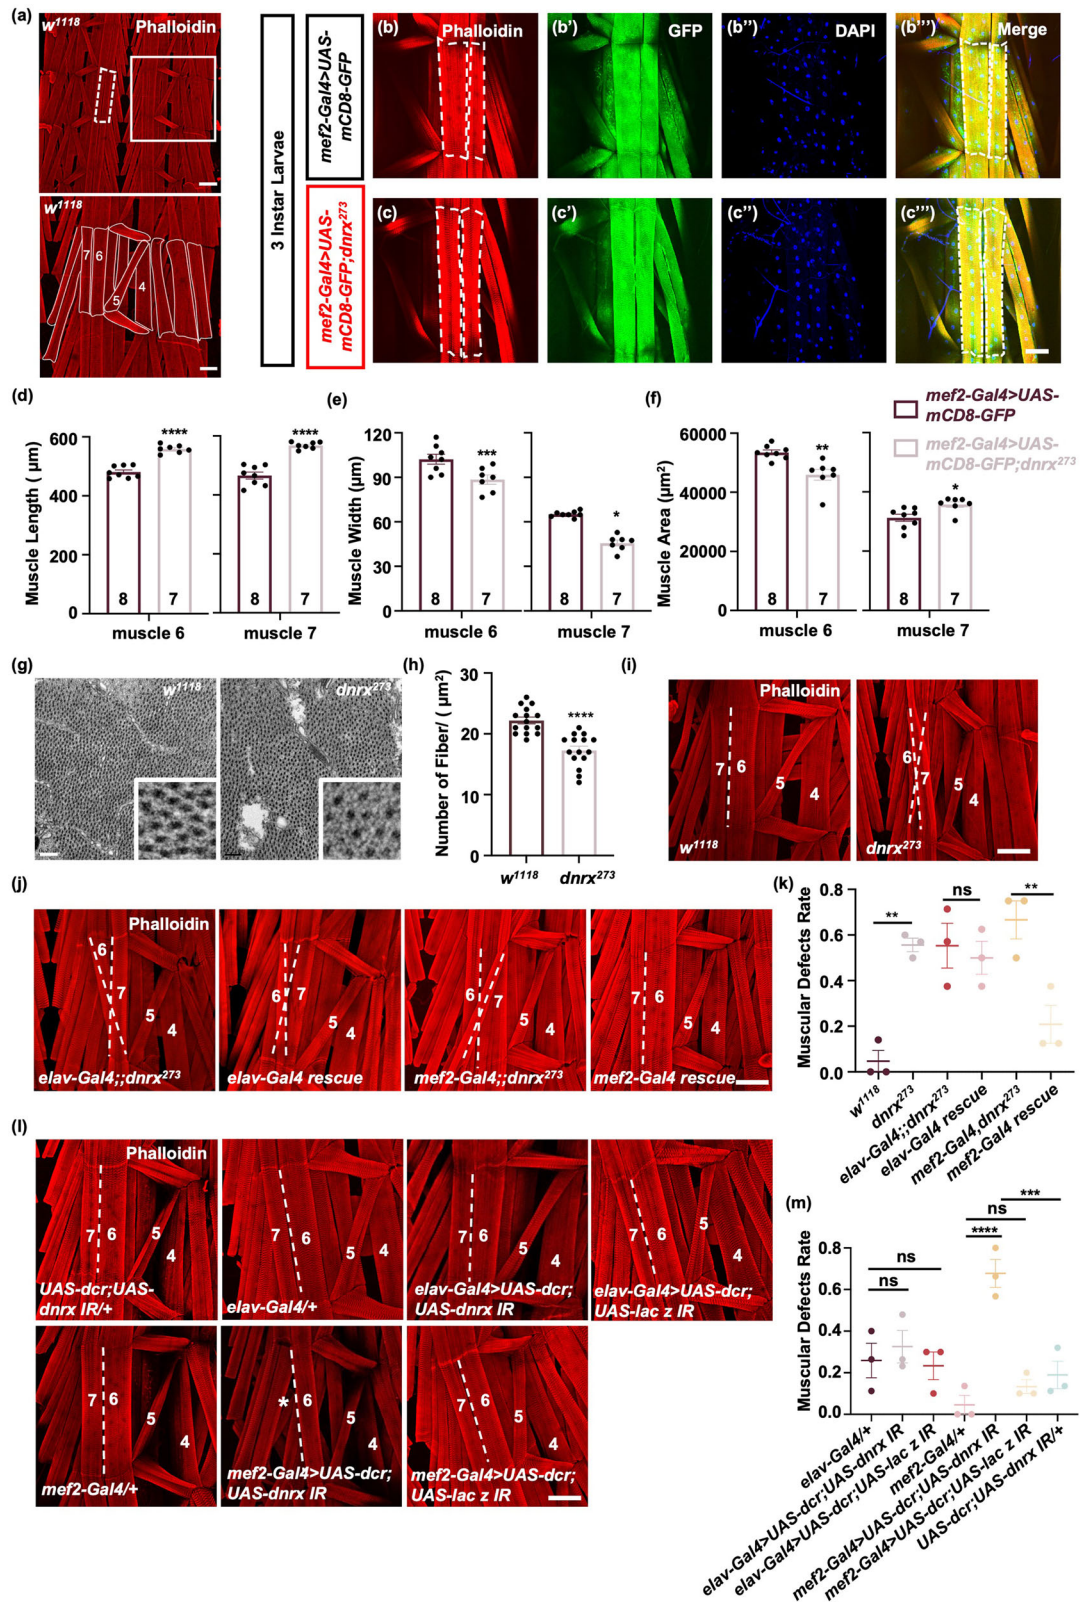 (a)
w1118
Phalloidin
w1118
7
6
5
4
3 Instar Larvae
mef2-Gal4>UAS-
mCD8-GFP
mef2-Gal4>UAS-
mCD8-GFP;dnrx273
(b)
Phalloidin
(b')
GFP
(b'')
DAPI
(b''')
Merge
(c)
(c')
(c'')
(c''')
(d)
Muscle Length ( µm)
600
400
200
0
****
****
8
7
8
7
muscle 6
muscle 7
(e)
Muscle Width (µm)
120
90
60
30
0
***
*
8
7
8
7
muscle 6
muscle 7
(f)
Muscle Area (µm2)
60000
40000
20000
0
**
*
8
7
8
7
muscle 6
muscle 7
mef2-Gal4>UAS-
mCD8-GFP
mef2-Gal4>UAS-
mCD8-GFP;dnrx273
(g)
w1118
dnrx273
(h)
Number of Fiber/ ( µm2)
30
20
10
0
****
w1118
dnrx273
(i)
Phalloidin
7
6
5
4
w1118
6
7
5
4
dnrx273
(j)
Phalloidin
6
7
5
4
elav-Gal4;;dnrx273
6
7
5
4
elav-Gal4 rescue
6
7
5
4
mef2-Gal4;;dnrx273
7
6
5
4
mef2-Gal4 rescue
(k)
Muscular Defects Rate
0.8
0.6
0.4
0.2
0.0
**
ns
**
w1118
dnrx273
elav-Gal4;;dnrx273
elav-Gal4 rescue
mef2-Gal4,dnrx273
mef2-Gal4 rescue
(l)
Phalloidin
7
6
5
4
UAS-dcr;UAS-
dnrx IR/+
7
6
5
4
elav-Gal4/+
7
6
5
4
elav-Gal4>UAS-dcr;
UAS-dnrx IR
7
6
5
4
elav-Gal4>UAS-dcr;
UAS-lac z IR
7
6
5
4
mef2-Gal4/+
*
6
5
4
mef2-Gal4>UAS-dcr;
UAS-dnrx IR
7
6
5
4
mef2-Gal4>UAS-dcr;
UAS-lac z IR
(m)
Muscular Defects Rate
0.8
0.6
0.4
0.2
0.0
ns
ns
****
ns
***
elav-Gal4/+
elav-Gal4>UAS-dcr;UAS-dnrx IR
elav-Gal4>UAS-dcr;UAS-lac z IR
mef2-Gal4/+
mef2-Gal4>UAS-dcr;UAS-dnrx IR
mef2-Gal4>UAS-dcr;UAS-lac z IR
UAS-dcr;UAS-dnrx IR/+